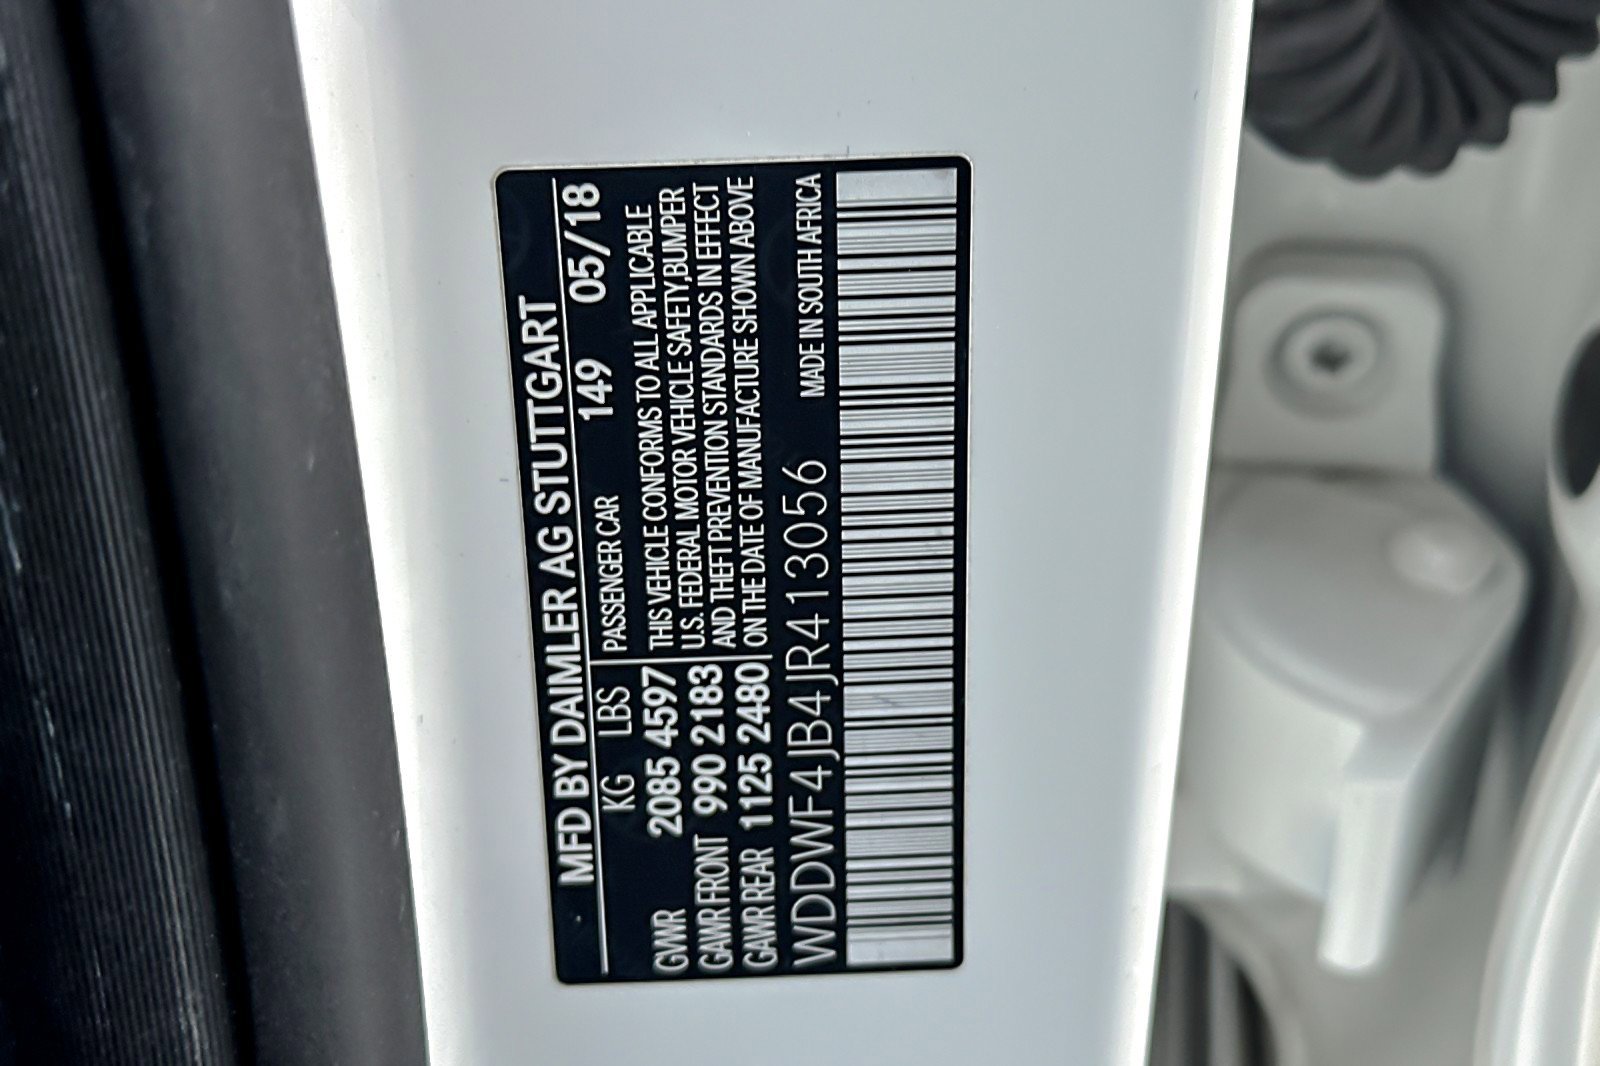 MFD BY DAIMLER AG STUTTGART
KG LBS PASSENGER CAR 149 05/18
GVWR 2085 4597 THIS VEHICLE CONFORMS TO ALL APPLICABLE
GAWR FRONT 990 2183 U.S. FEDERAL MOTOR VEHICLE SAFETY,BUMPER
AND THEFT PREVENTION STANDARDS IN EFFECT
GAWR REAR 1125 2480 ON THE DATE OF MANUFACTURE SHOWN ABOVE
WDDWF4JB4JR413056 MADE IN SOUTH AFRICA